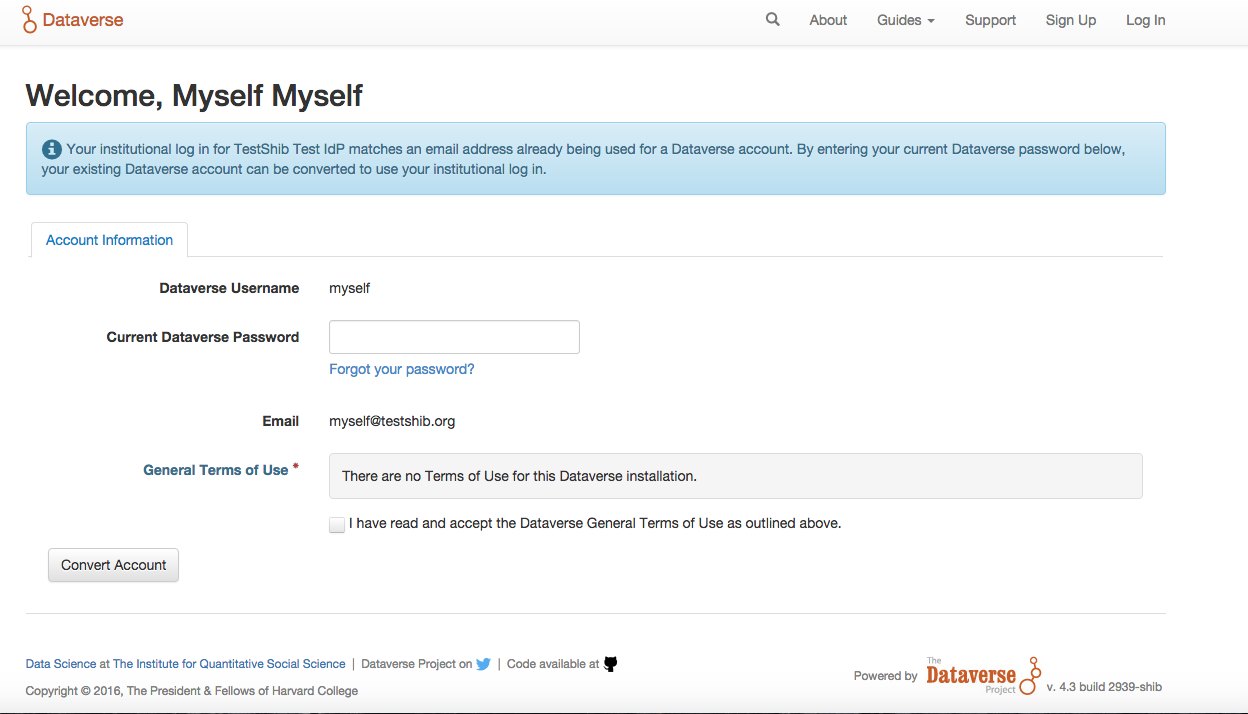 Dataverse
About Guides Support Sign Up Log In
Welcome, Myself Myself
Your institutional log in for TestShib Test IdP matches an email address already being used for a Dataverse account. By entering your current Dataverse password below,
your existing Dataverse account can be converted to use your institutional log in.
Account Information
Dataverse Username myself
Current Dataverse Password
Forgot your password?
Email myself@testshib.org
General Terms of Use *
There are no Terms of Use for this Dataverse installation.
I have read and accept the Dataverse General Terms of Use as outlined above.
Convert Account
Data Science at The Institute for Quantitative Social Science | Dataverse Project on | Code available at
Copyright © 2016, The President & Fellows of Harvard College
Powered by The Dataverse Project v. 4.3 build 2939-shib